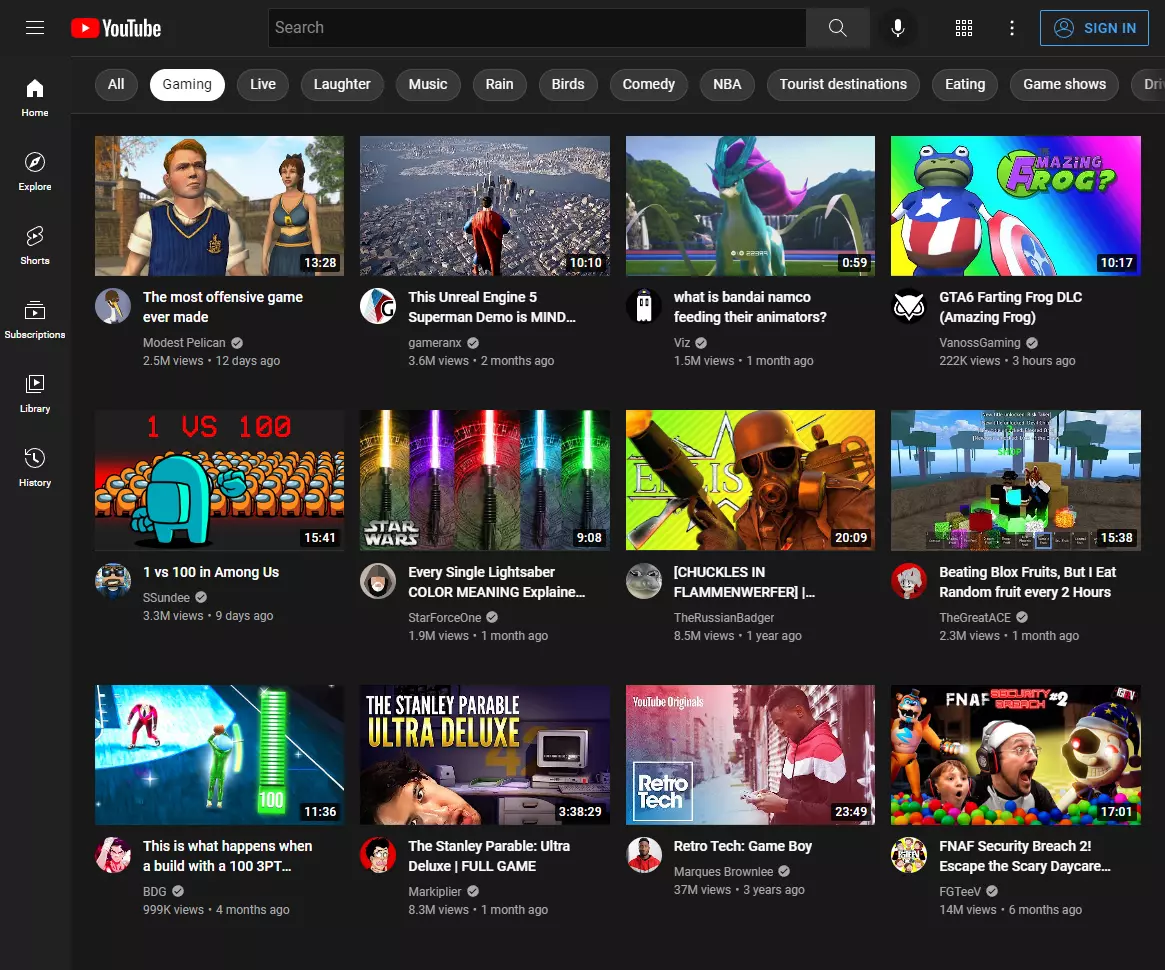 YouTube
Search
SIGN IN
All
Gaming
Live
Laughter
Music
Rain
Birds
Comedy
NBA
Tourist destinations
Eating
Game shows
Home
Explore
Shorts
Subscriptions
Library
History
13:28
The most offensive game
ever made
Modest Pelican
2.5M views • 12 days ago
10:10
This Unreal Engine 5
Superman Demo is MIND...
gameranx
3.6M views • 2 months ago
0:59
what is bandai namco
feeding their animators?
Viz
1.5M views • 1 month ago
AMAZING
FROG?
10:17
GTA6 Farting Frog DLC
(Amazing Frog)
VanossGaming
222K views • 3 hours ago
1 VS 100
15:41
1 vs 100 in Among Us
SSundee
3.3M views • 9 days ago
STAR
WARS
9:08
Every Single Lightsaber
COLOR MEANING Explaine...
StarForceOne
1.9M views • 1 month ago
20:09
[CHUCKLES IN
FLAMMENWERFER] |...
TheRussianBadger
8.5M views • 1 year ago
SHOP
15:38
Beating Blox Fruits, But I Eat
Random fruit every 2 Hours
TheGreatACE
2.3M views • 1 month ago
100
11:36
This is what happens when
a build with a 100 3PT...
BDG
999K views • 4 months ago
THE STANLEY PARABLE
ULTRA DELUXE
3:38:29
The Stanley Parable: Ultra
Deluxe | FULL GAME
Markiplier
8.3M views • 1 month ago
YouTube Originals
Retro
Tech
23:49
Retro Tech: Game Boy
Marques Brownlee
37M views • 3 years ago
FNAF SECURITY BREACH #2
FGTV
17:01
FNAF Security Breach 2!
Escape the Scary Daycare...
FGTeeV
14M views • 6 months ago